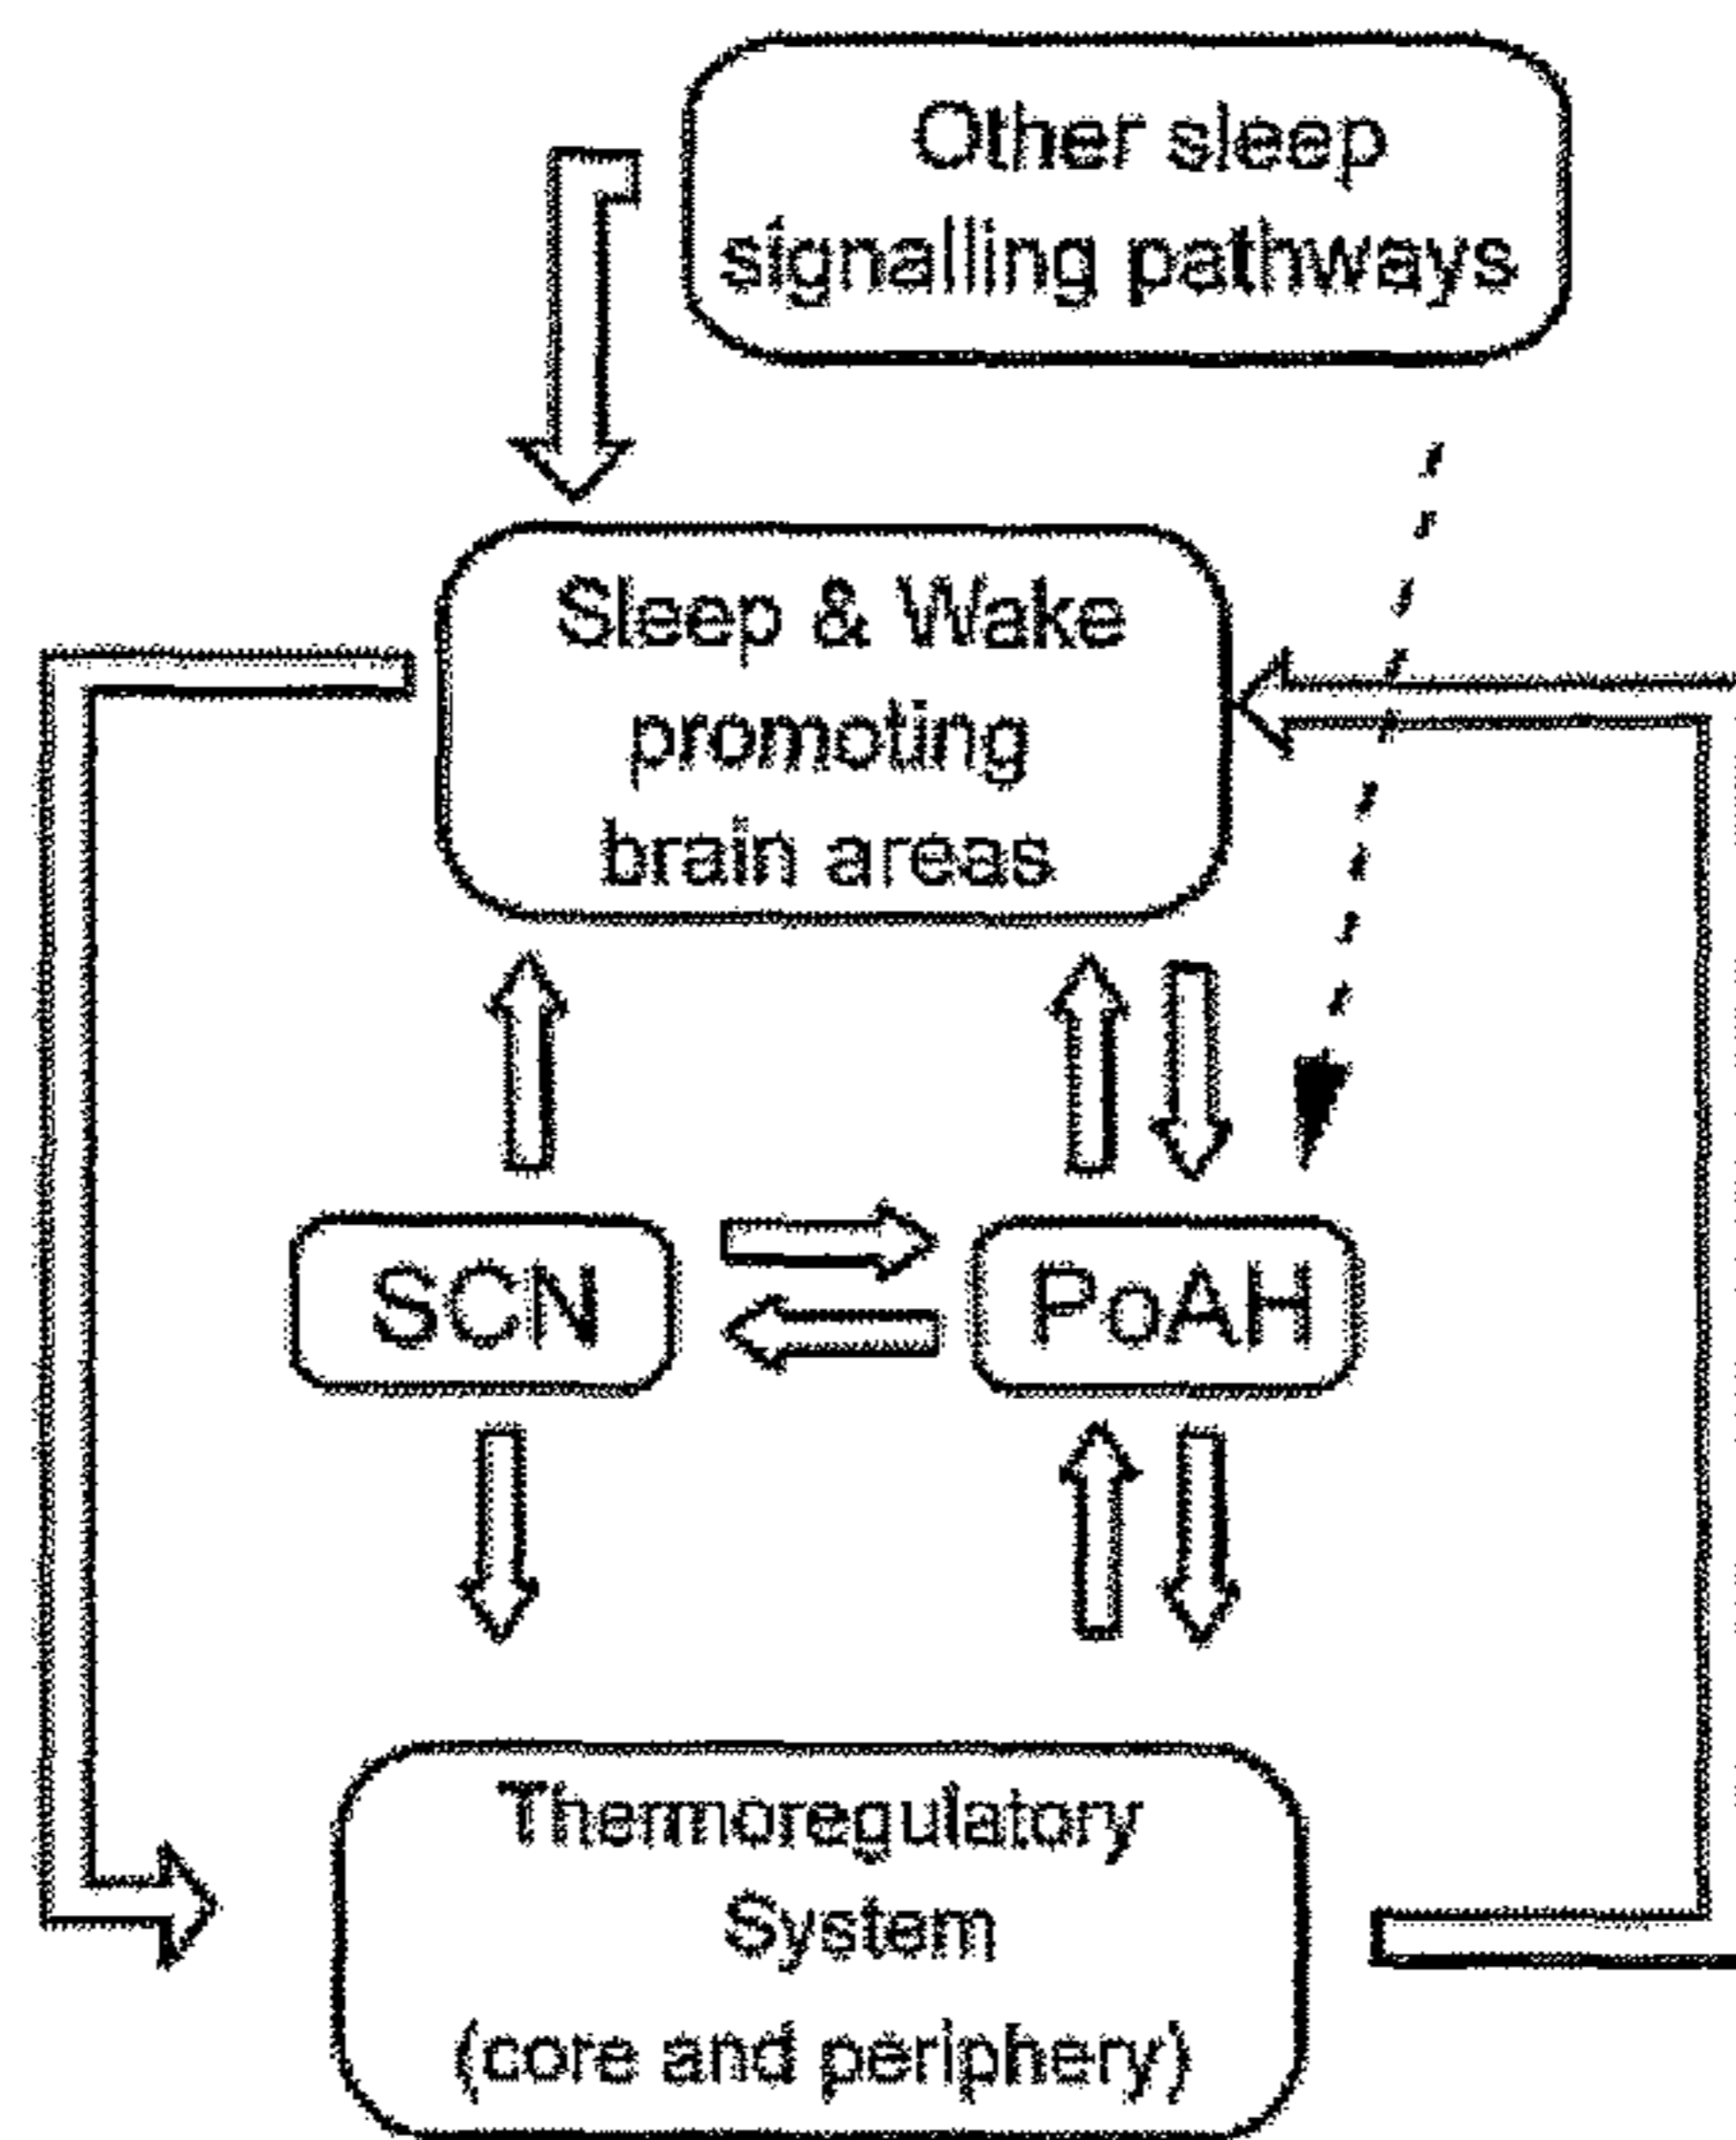 Other sleep
signalling pathways
Sleep & Wake
promoting
brain areas
SCN
PoAH
Thermoregulatory
System
(core and periphery)